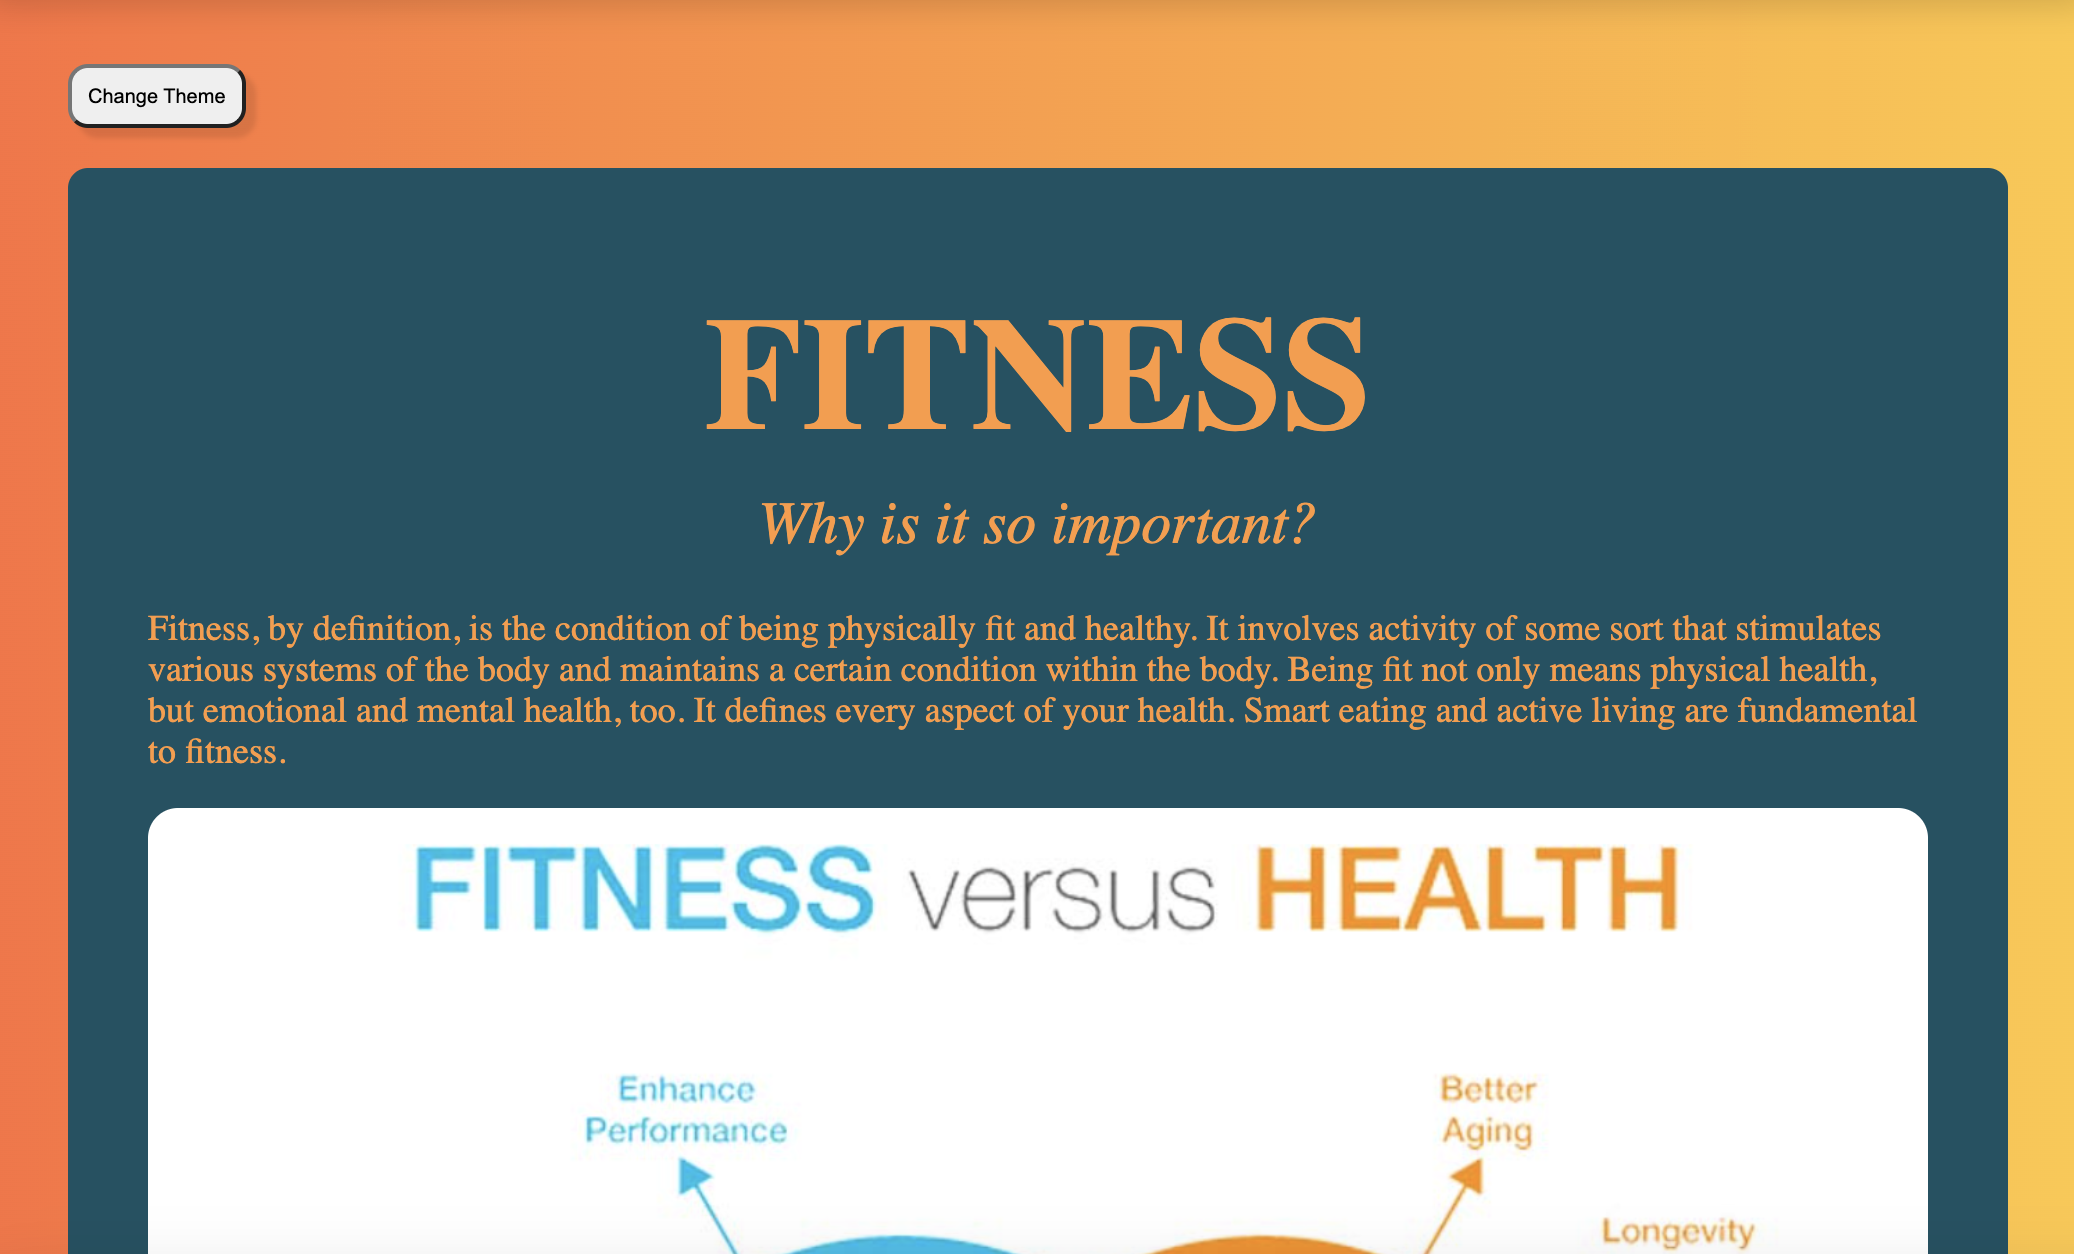 Change Theme
FITNESS
Why is it so important?
Fitness, by definition, is the condition of being physically fit and healthy. It involves activity of some sort that stimulates
various systems of the body and maintains a certain condition within the body. Being fit not only means physical health,
but emotional and mental health, too. It defines every aspect of your health. Smart eating and active living are fundamental
to fitness.
FITNESS versus HEALTH
Enhance
Performance
Better
Aging
Longevity